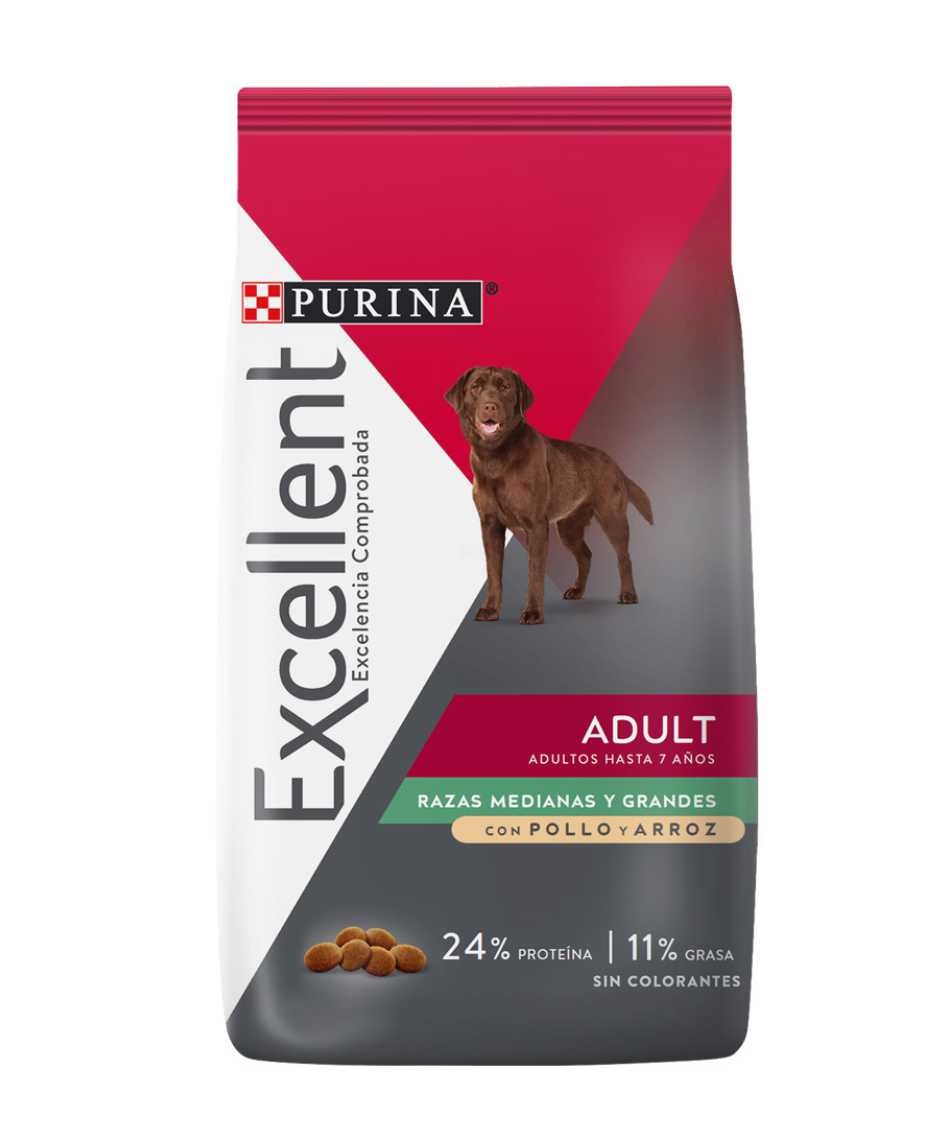 PURINA®
Excellent
Excelencia Comprobada
ADULT
ADULTOS HASTA 7 AÑOS
RAZAS MEDIANAS Y GRANDES
CON POLLO Y ARROZ
24% PROTEÍNA | 11% GRASA
SIN COLORANTES